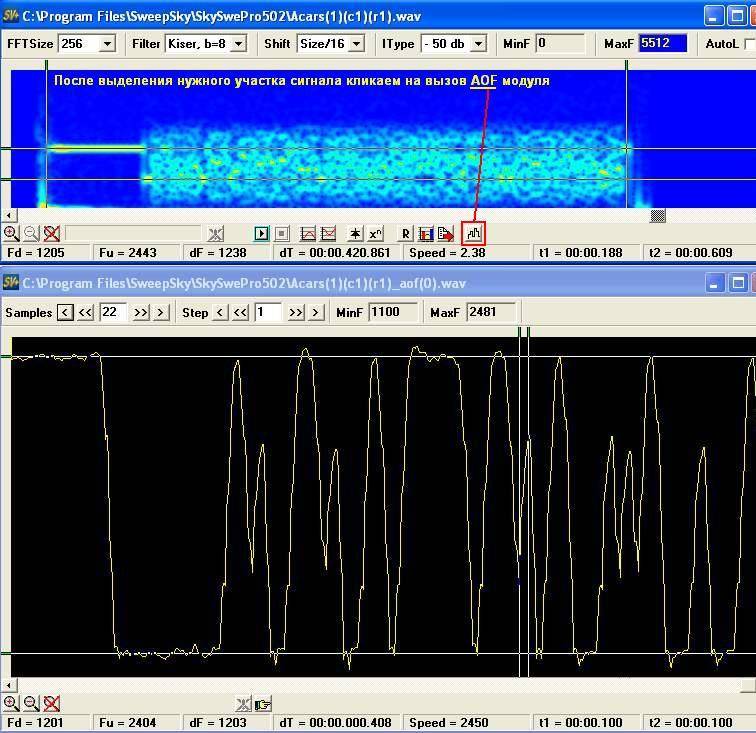 C:\Program Files\SweepSky\SkySwePro502\Acars(1)(c1)(r1).wav
FFTSize 256 Filter Kiser, b=8 Shift Size/16 IType - 50 db MinF 0 MaxF 5512 AutoL
После выделения нужного участка сигнала кликаем на вызов AOF модуля
x^n R
Fd = 1205 Fu = 2443 dF = 1238 dT = 00:00.420.861 Speed = 2.38 t1 = 00:00.188 t2 = 00:00.609
C:\Program Files\SweepSky\SkySwePro502\Acars(1)(c1)(r1)_aof(0).wav
Samples < << 22 >> > Step < << 1 >> > MinF 1100 MaxF 2481
Fd = 1201 Fu = 2404 dF = 1203 dT = 00:00.000.408 Speed = 2450 t1 = 00:00.100 t2 = 00:00.100